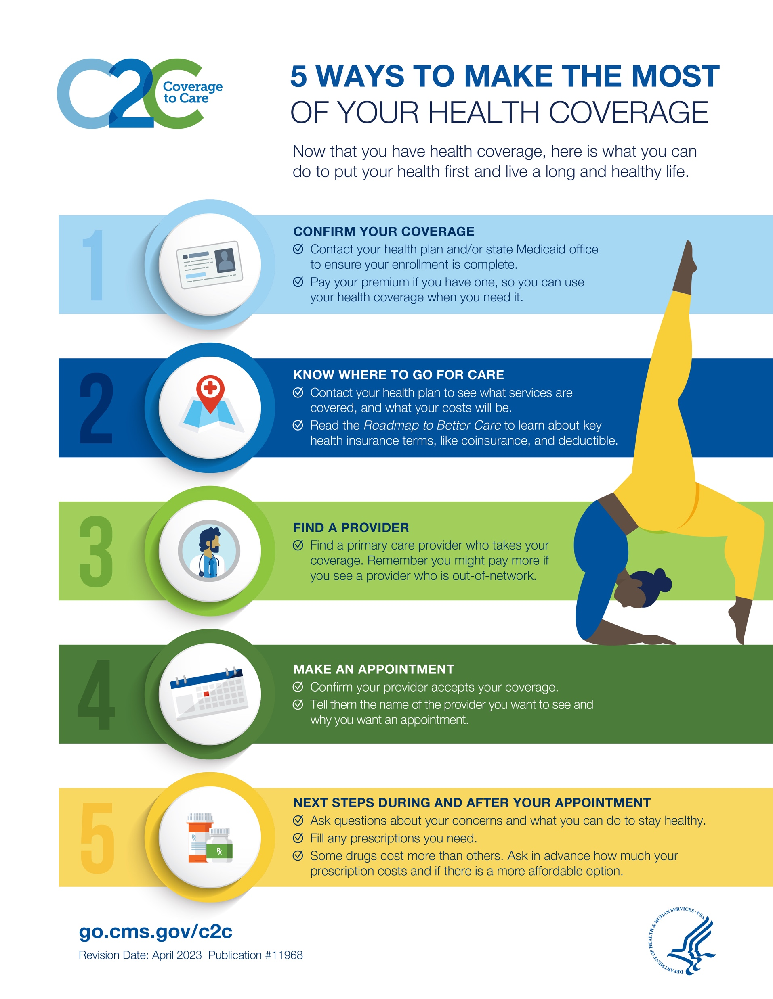 C2C
Coverage
to Care
5 WAYS TO MAKE THE MOST
OF YOUR HEALTH COVERAGE
Now that you have health coverage, here is what you can
do to put your health first and live a long and healthy life.
1
CONFIRM YOUR COVERAGE
Contact your health plan and/or state Medicaid office
to ensure your enrollment is complete.
Pay your premium if you have one, so you can use
your health coverage when you need it.
2
KNOW WHERE TO GO FOR CARE
Contact your health plan to see what services are
covered, and what your costs will be.
Read the Roadmap to Better Care to learn about key
health insurance terms, like coinsurance, and deductible.
3
FIND A PROVIDER
Find a primary care provider who takes your
coverage. Remember you might pay more if
you see a provider who is out-of-network.
4
MAKE AN APPOINTMENT
Confirm your provider accepts your coverage.
Tell them the name of the provider you want to see and
why you want an appointment.
5
Rx
Rx
NEXT STEPS DURING AND AFTER YOUR APPOINTMENT
Ask questions about your concerns and what you can do to stay healthy.
Fill any prescriptions you need.
Some drugs cost more than others. Ask in advance how much your
prescription costs and if there is a more affordable option.
go.cms.gov/c2c
Revision Date: April 2023 Publication #11968
DEPARTMENT OF HEALTH & HUMAN SERVICES · USA